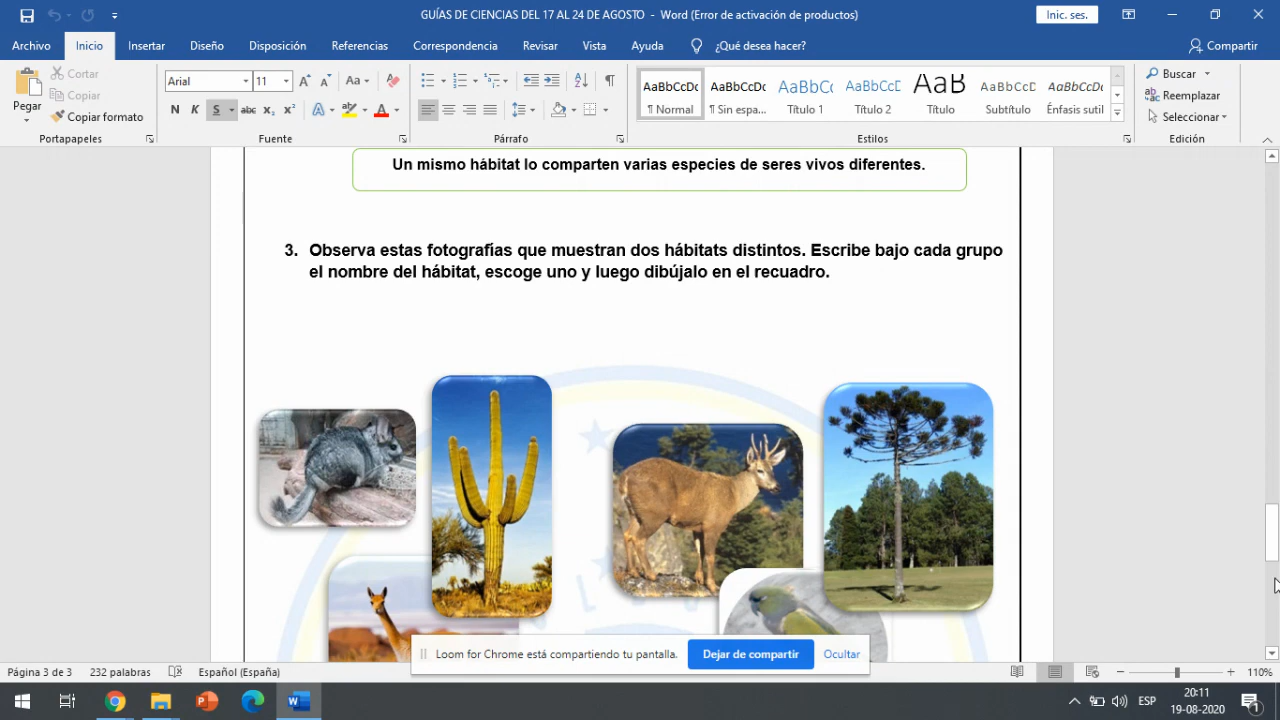 GUÍAS DE CIENCIAS DEL 17 AL 24 DE AGOSTO - Word (Error de activación de productos)
Inic. ses.
Archivo Inicio Insertar Diseño Disposición Referencias Correspondencia Revisar Vista Ayuda ¿Qué desea hacer? Compartir
Pegar
Cortar
Copiar
Copiar formato
Portapapeles
Arial 11
A A Aa
N K S abc x₂ x² A A
Fuente
Párrafo
AaBbCcDc AaBbCcDc AaBbCc AaBbCcD AaB AaBbCcD AaBbCcDc
¶ Normal ¶ Sin espa... Título 1 Título 2 Título Subtítulo Énfasis sutil
Estilos
Buscar
Reemplazar
Seleccionar
Edición
Un mismo hábitat lo comparten varias especies de seres vivos diferentes.
3. Observa estas fotografías que muestran dos hábitats distintos. Escribe bajo cada grupo
el nombre del hábitat, escoge uno y luego dibújalo en el recuadro.
Loom for Chrome está compartiendo tu pantalla. Dejar de compartir Ocultar
Página 3 de 3 232 palabras Español (España) 110%
ESP
20:11
19-08-2020
1